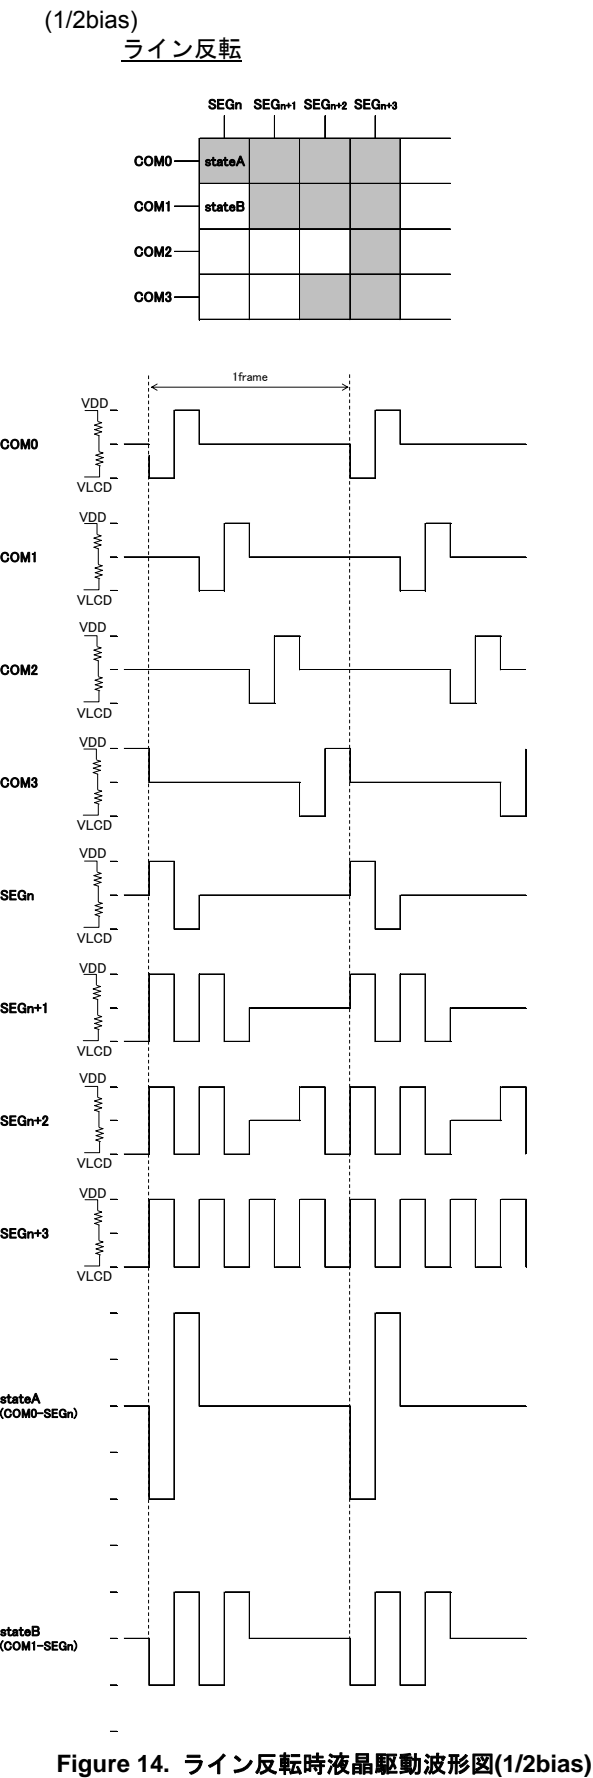 (1/2bias)
ライン反転
SEGn SEGn+1 SEGn+2 SEGn+3
COM0 stateA
COM1 stateB
COM2
COM3
1frame
VDD
COM0
VLCD
VDD
COM1
VLCD
VDD
COM2
VLCD
VDD
COM3
VLCD
VDD
SEGn
VLCD
VDD
SEGn+1
VLCD
VDD
SEGn+2
VLCD
VDD
SEGn+3
VLCD
stateA
(COM0-SEGn)
stateB
(COM1-SEGn)
Figure 14. ライン反転時液晶駆動波形図(1/2bias)